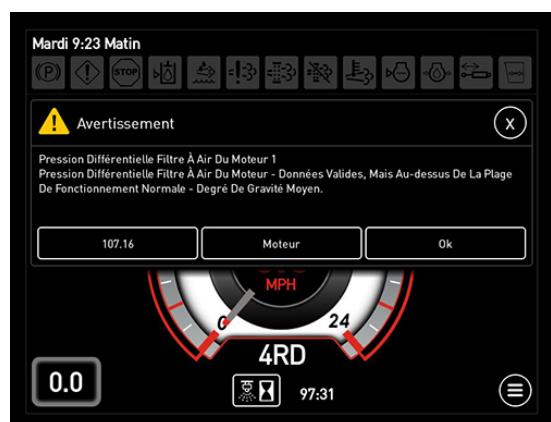 Mardi 9:23 Matin
STOP
Avertissement
X
Pression Différentielle Filtre À Air Du Moteur 1
Pression Différentielle Filtre À Air Du Moteur - Données Valides, Mais Au-dessus De La Plage
De Fonctionnement Normale - Degré De Gravité Moyen.
107.16 Moteur Ok
MPH
0 24
4RD
0.0 97:31